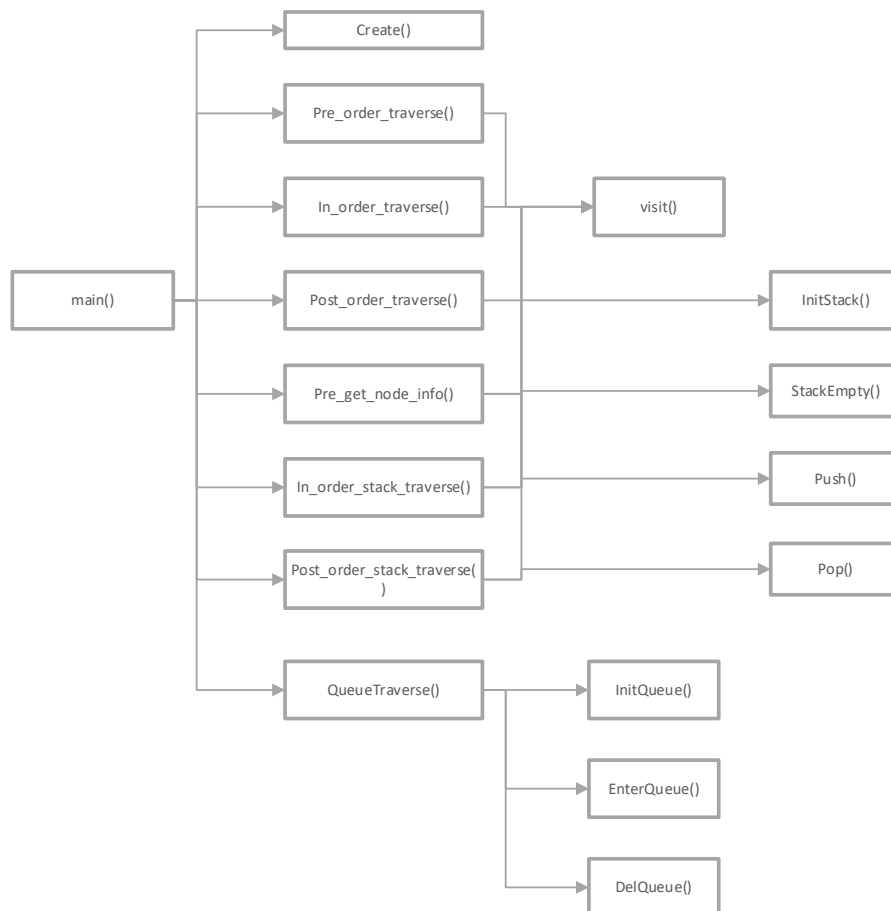 Create()
Pre_order_traverse()
In_order_traverse()
visit()
main()
Post_order_traverse()
InitStack()
Pre_get_node_info()
StackEmpty()
In_order_stack_traverse()
Push()
Post_order_stack_traverse(
)
Pop()
QueueTraverse()
InitQueue()
EnterQueue()
DelQueue()